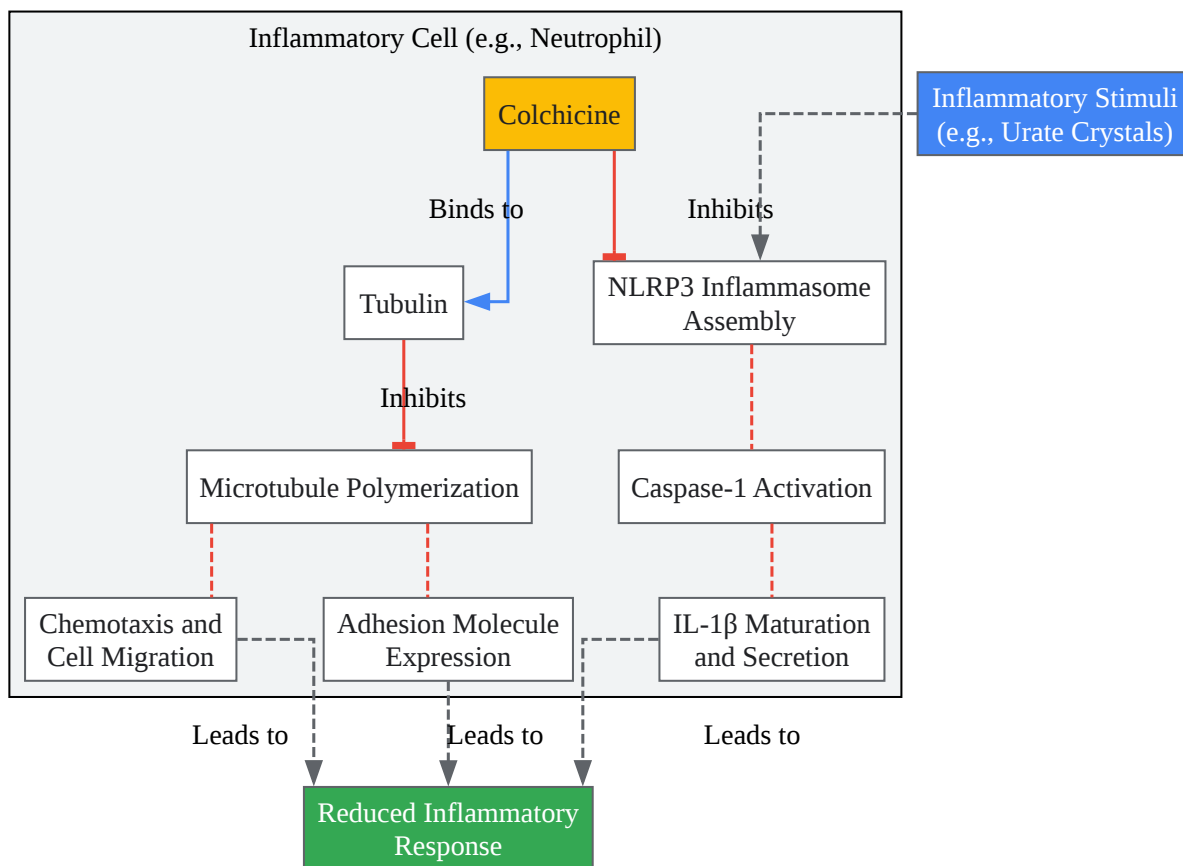 Inflammatory Cell (e.g., Neutrophil)
Colchicine
Inflammatory Stimuli
(e.g., Urate Crystals)
Binds to
Inhibits
Tubulin
NLRP3 Inflammasome
Assembly
Inhibits
Microtubule Polymerization
Caspase-1 Activation
Chemotaxis and
Cell Migration
Adhesion Molecule
Expression
IL-1β Maturation
and Secretion
Leads to
Leads to
Leads to
Reduced Inflammatory
Response